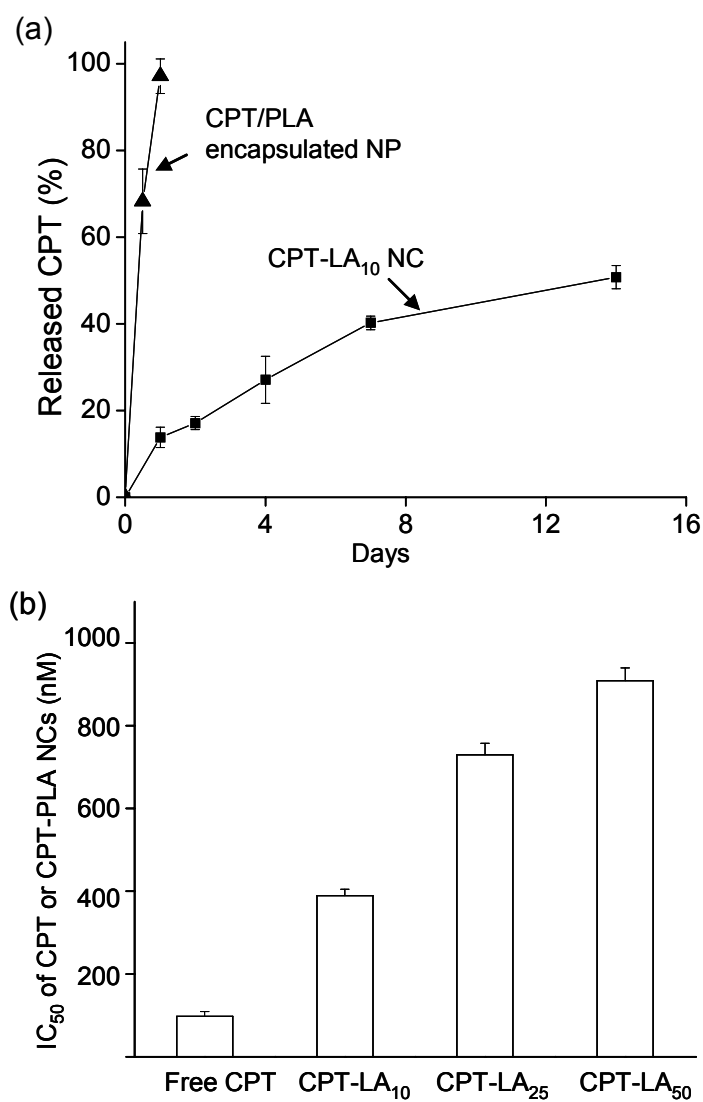 (a)
100
80
60
40
20
0
Released CPT (%)
CPT/PLA
encapsulated NP
CPT-LA₁₀ NC
0 4 8 12 16
Days
(b)
1000
800
600
400
200
IC₅₀ of CPT or CPT-PLA NCs (nM)
Free CPT CPT-LA₁₀ CPT-LA₂₅ CPT-LA₅₀